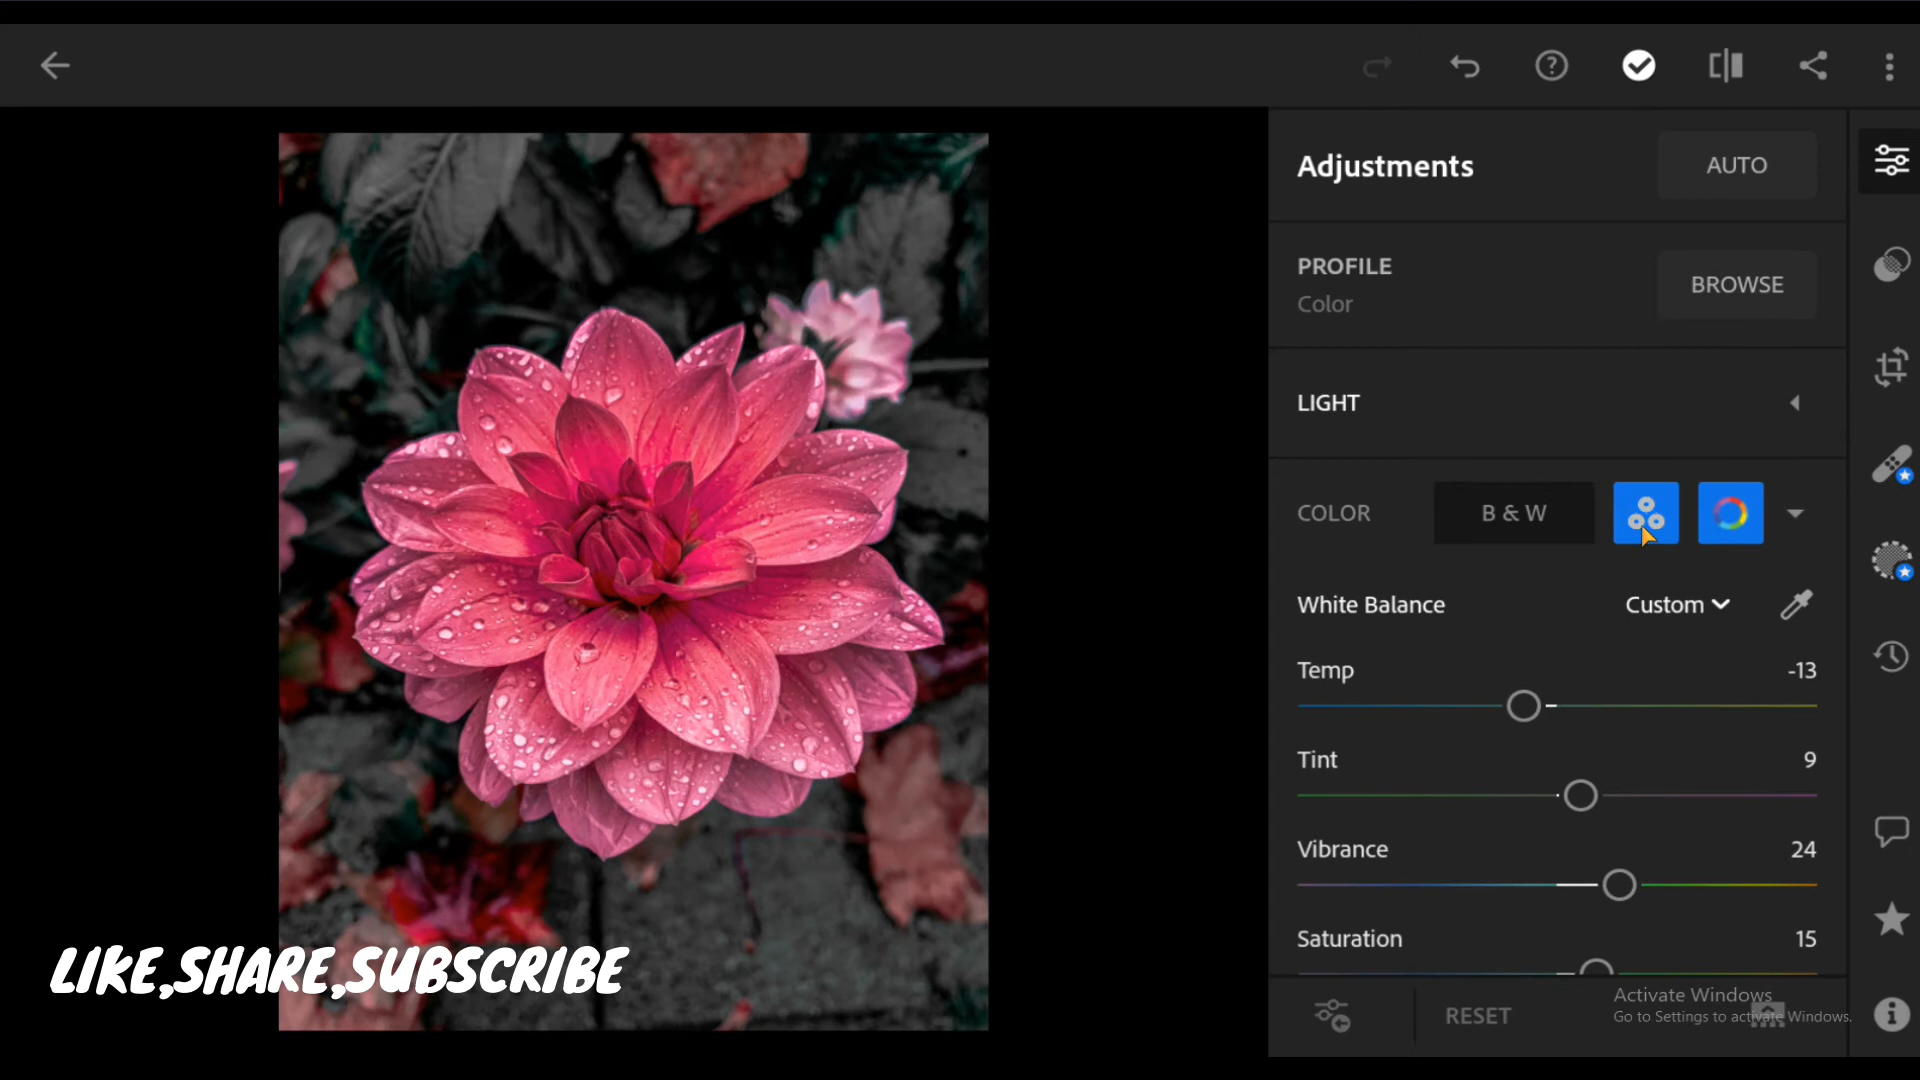 Adjustments
AUTO
PROFILE
Color
BROWSE
LIGHT
COLOR
B & W
White Balance
Custom
Temp
-13
Tint
9
Vibrance
24
Saturation
15
LIKE,SHARE,SUBSCRIBE
RESET
Activate Windows
Go to Settings to activate Windows.